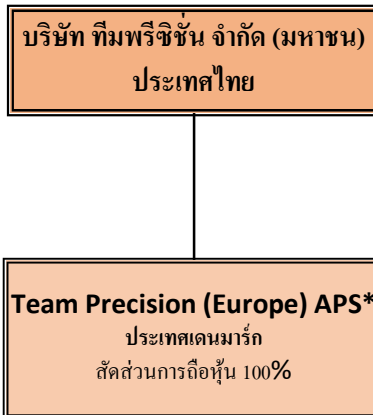 บริษัท ทีมพรีซิชั่น จำกัด (มหาชน)
ประเทศไทย
Team Precision (Europe) APS*
ประเทศเดนมาร์ก
สัดส่วนการถือหุ้น 100%